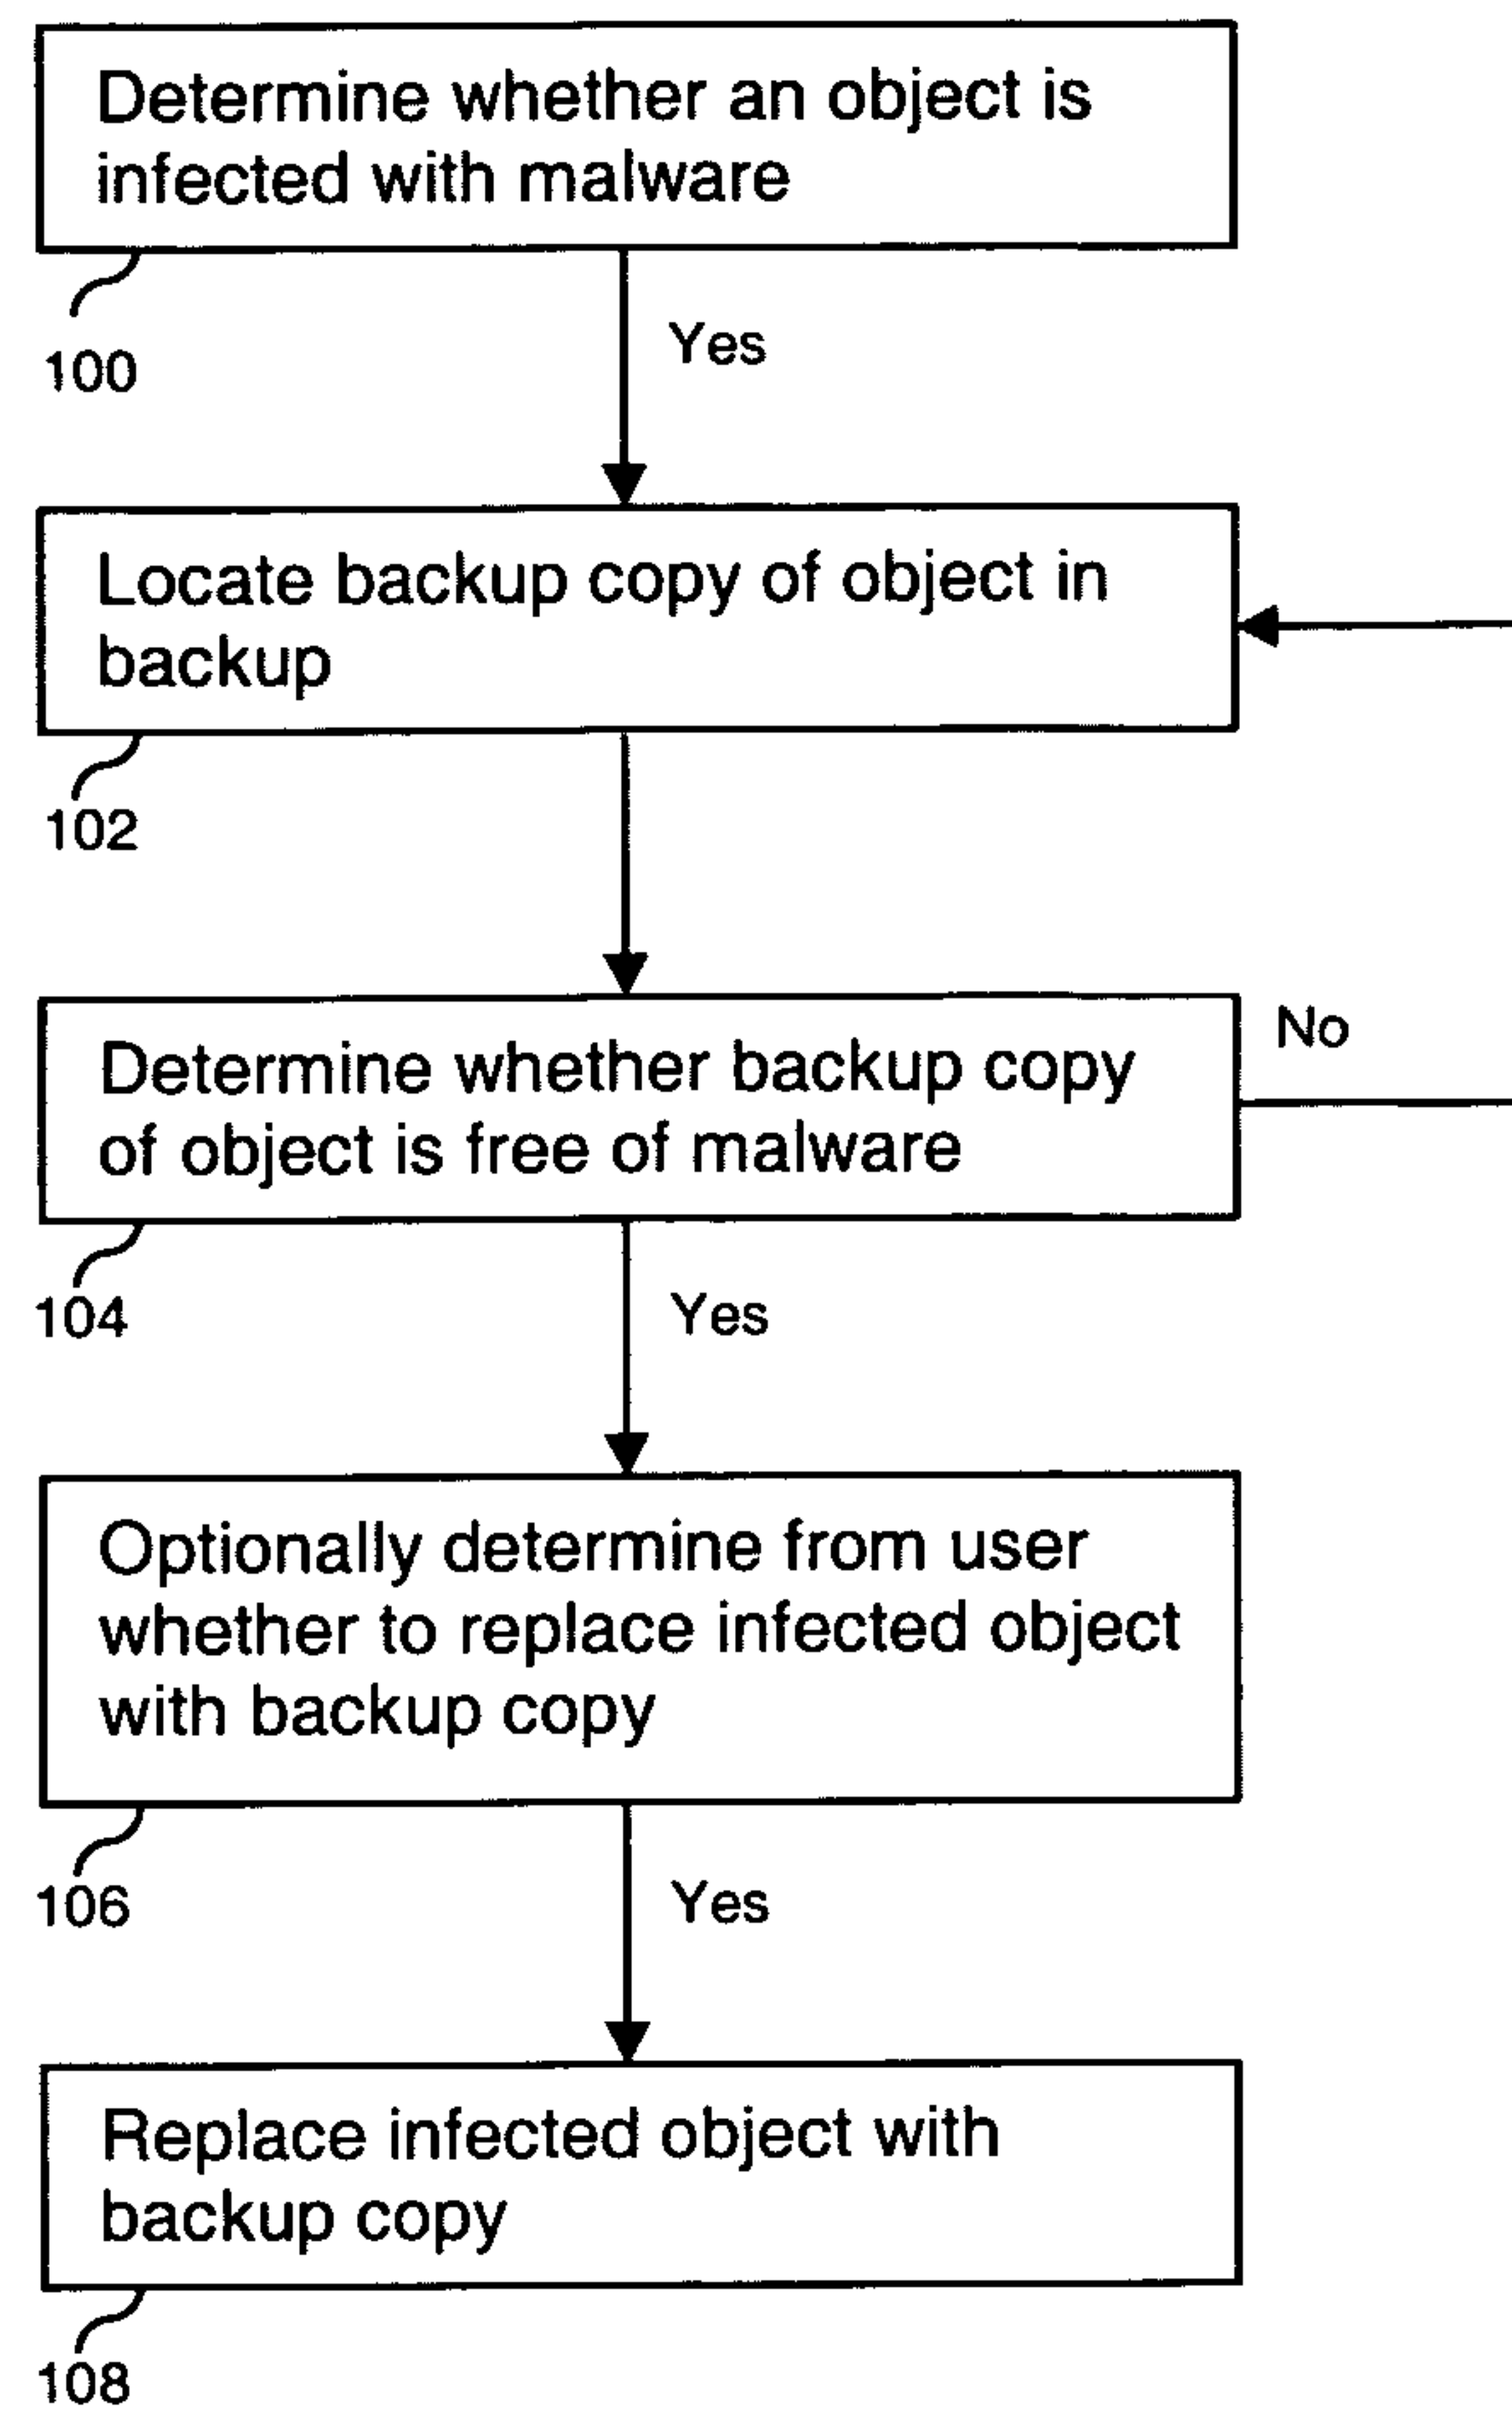 Determine whether an object is
infected with malware
100
Yes
Locate backup copy of object in
backup
102
Determine whether backup copy
of object is free of malware
No
104
Yes
Optionally determine from user
whether to replace infected object
with backup copy
106
Yes
Replace infected object with
backup copy
108